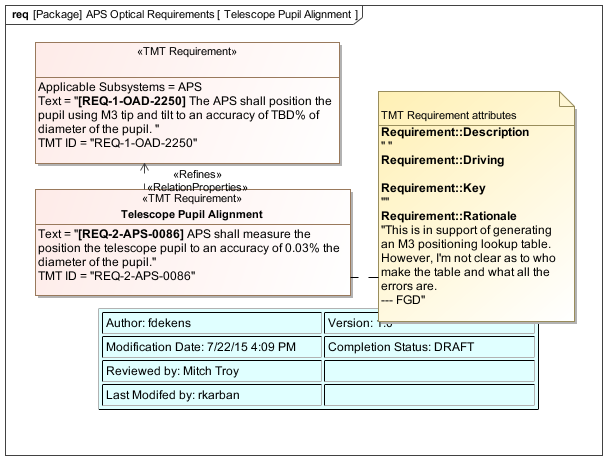 req [Package] APS Optical Requirements [ Telescope Pupil Alignment ]
«TMT Requirement»
Applicable Subsystems = APS
Text = "[REQ-1-OAD-2250] The APS shall position the
pupil using M3 tip and tilt to an accuracy of TBD% of
diameter of the pupil. "
TMT ID = "REQ-1-OAD-2250"
«Refines»
«RelationProperties»
«TMT Requirement»
Telescope Pupil Alignment
Text = "[REQ-2-APS-0086] APS shall measure the
position the telescope pupil to an accuracy of 0.03% the
diameter of the pupil."
TMT ID = "REQ-2-APS-0086"
TMT Requirement attributes
Requirement::Description
" "
Requirement::Driving
Requirement::Key
""
Requirement::Rationale
"This is in support of generating
an M3 positioning lookup table.
However, I'm not clear as to who
make the table and what all the
errors are.
--- FGD"
Author: fdekens
Version:
Modification Date: 7/22/15 4:09 PM
Completion Status: DRAFT
Reviewed by: Mitch Troy
Last Modifed by: rkarban